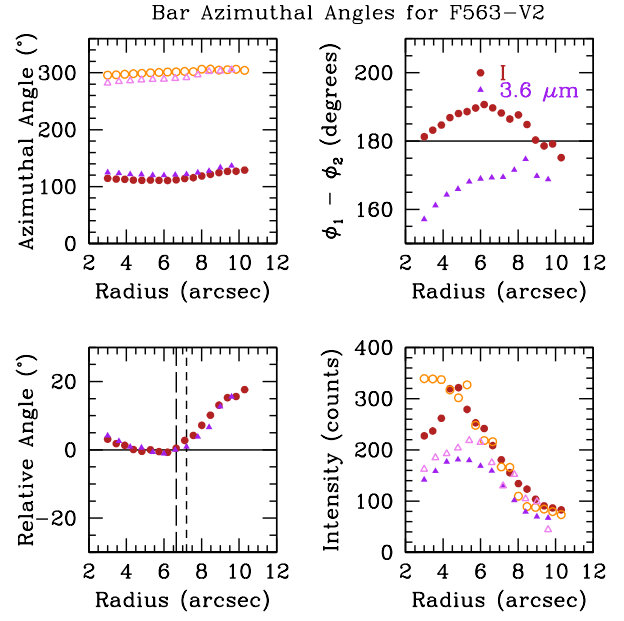 Bar Azimuthal Angles for F563−V2
Azimuthal Angle (°)
300
200
100
0
2 4 6 8 10 12
Radius (arcsec)
ϕ1 − ϕ2 (degrees)
200
180
160
I
3.6 μm
2 4 6 8 10 12
Radius (arcsec)
Relative Angle (°)
20
0
−20
2 4 6 8 10 12
Radius (arcsec)
Intensity (counts)
400
300
200
100
0
2 4 6 8 10 12
Radius (arcsec)